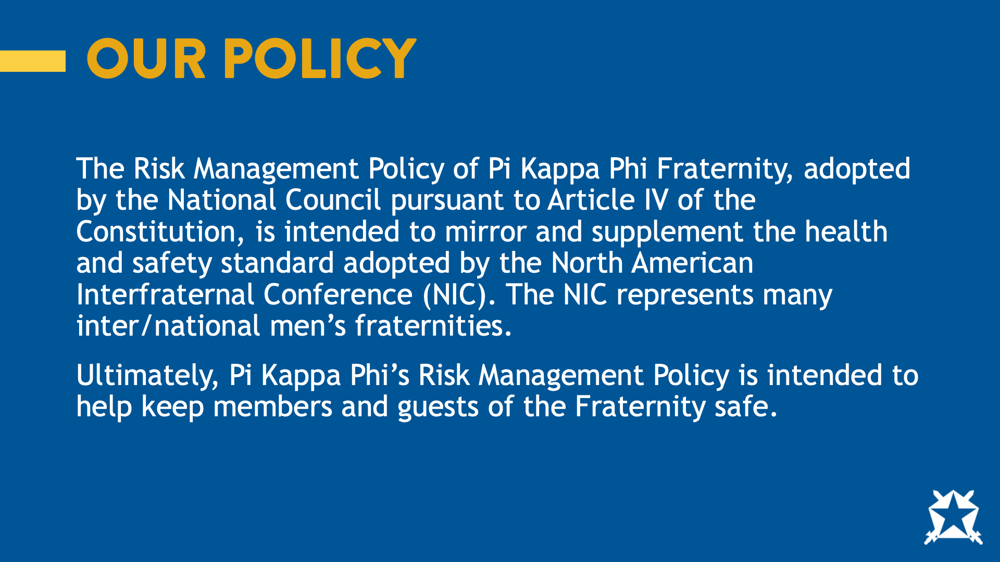 OUR POLICY
The Risk Management Policy of Pi Kappa Phi Fraternity, adopted
by the National Council pursuant to Article IV of the
Constitution, is intended to mirror and supplement the health
and safety standard adopted by the North American
Interfraternal Conference (NIC). The NIC represents many
inter/national men’s fraternities.
Ultimately, Pi Kappa Phi’s Risk Management Policy is intended to
help keep members and guests of the Fraternity safe.